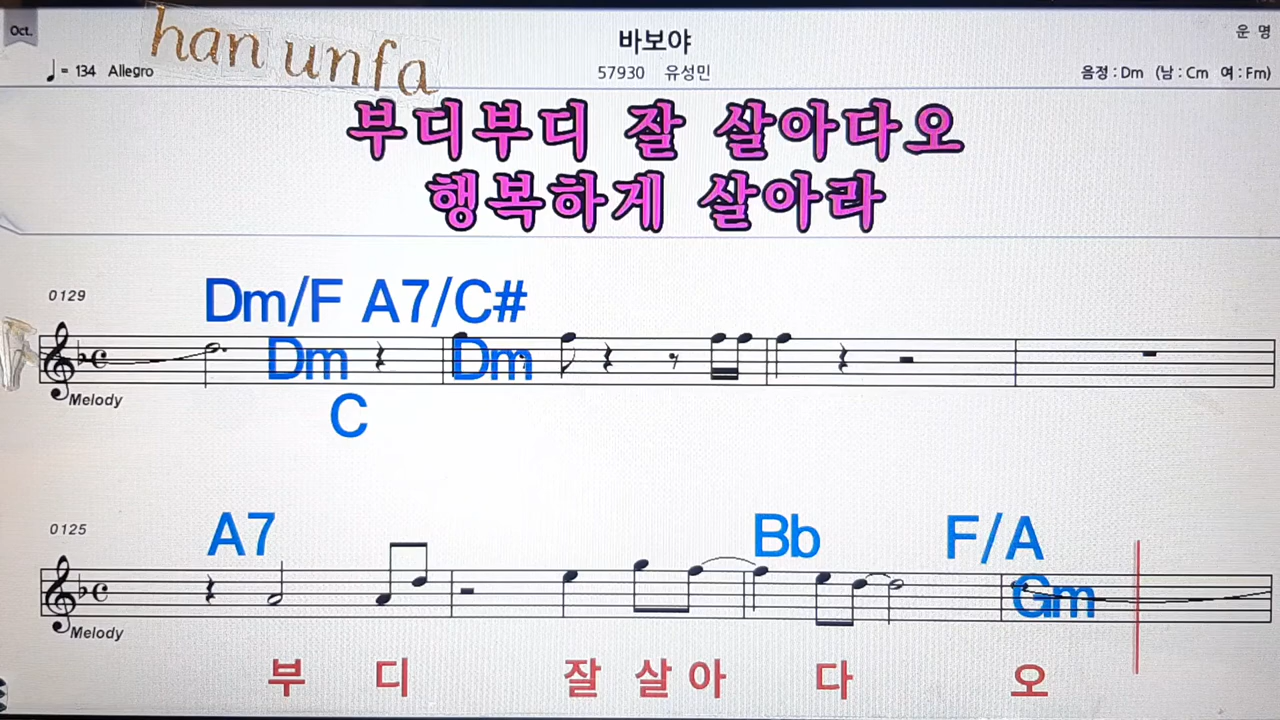 Oct.
han unfa
바보야
운 명
♩= 134 Allegro
57930 유성민
음정 : Dm (남 : Cm 여 : Fm)
부디부디 잘 살아다오
행복하게 살아라
0129
Dm/F A7/C#
Dm Dm
Melody
C
0125
A7 Bb F/A
Gm
Melody
부 디 잘 살 아 다 오